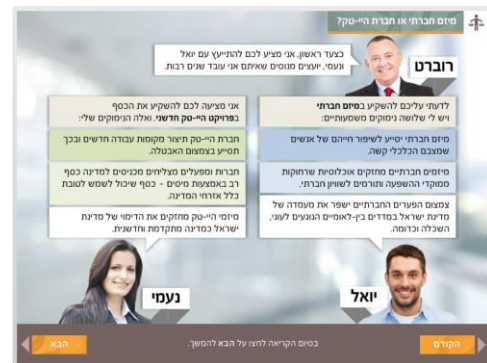 מיזם חברתי או חברת היי-טק?
כצעד ראשון, אני מציע לכם להתייעץ עם יואל
ונעמי, יועצים מנוסים שאיתם אני עובד שנים רבות.
רוברט
לדעתי עליכם להשקיע במיזם חברתי
ויש לי שלושה נימוקים משמעותיים:
מיזם חברתי יסייע לשיפור חייהם של אנשים
שמצבם הכלכלי קשה.
מיזמים חברתיים מחזקים אוכלוסיות שרחוקות
ממוקדי ההשפעה ותורמים לשוויון חברתי.
צמצום הפערים החברתיים ישפר את מעמדה של
מדינת ישראל במדדים בין-לאומיים הנוגעים לעוני,
השכלה וכדומה.
יואל
אני מציעה לכם להשקיע את הכסף
בפרויקט היי-טק חדשני. ואלה הנימוקים שלי:
חברת היי-טק תיצור מקומות עבודה חדשים ובכך
תסייע בצמצום האבטלה.
חברות ומפעלים מצליחים מכניסים למדינה כסף
רב באמצעות מיסים - כסף שיכול לשמש לטובת
כלל אזרחי המדינה.
מיזמי היי-טק מחזקים את הדימוי של מדינת
ישראל כמדינה מתקדמת וחדשנית.
נעמי
הקודם
בסיום הקריאה לחצו על הבא להמשך.
הבא